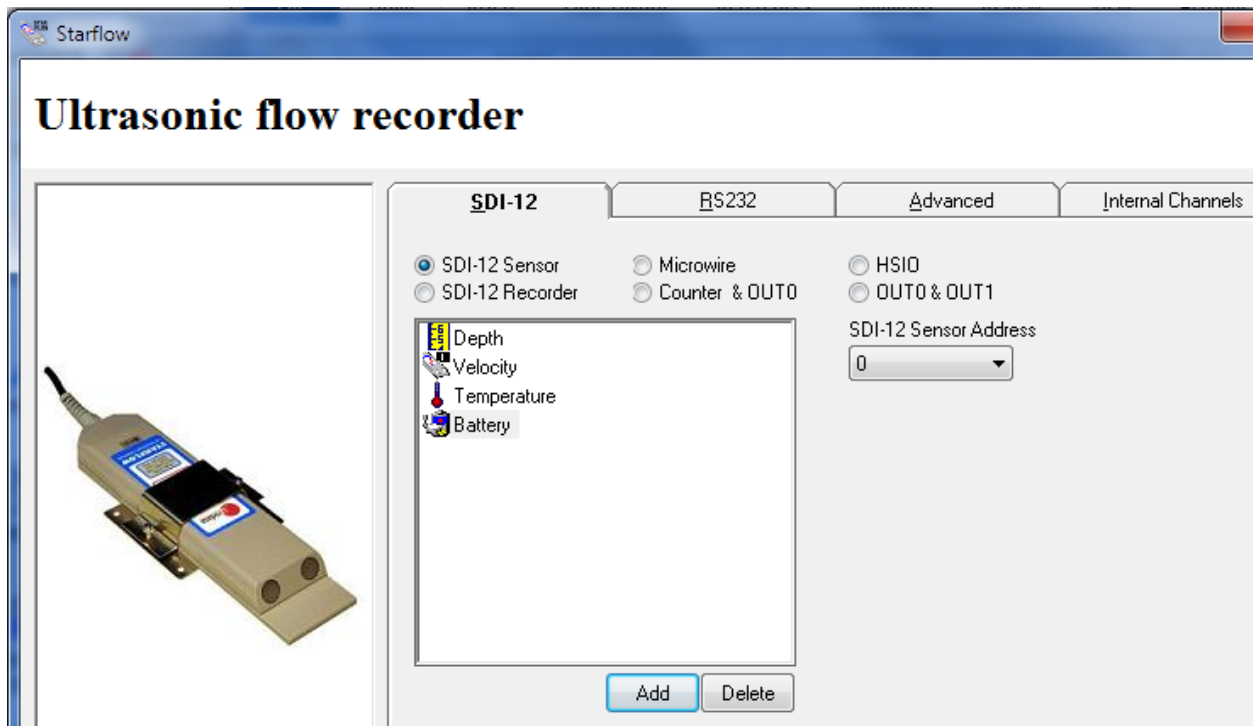 Starflow
Ultrasonic flow recorder
SDI-12 RS232 Advanced Internal Channels
SDI-12 Sensor Microwire HSIO
SDI-12 Recorder Counter & OUT0 OUT0 & OUT1
SDI-12 Sensor Address
0
Depth
Velocity
Temperature
Battery
STARFLOW
Add Delete